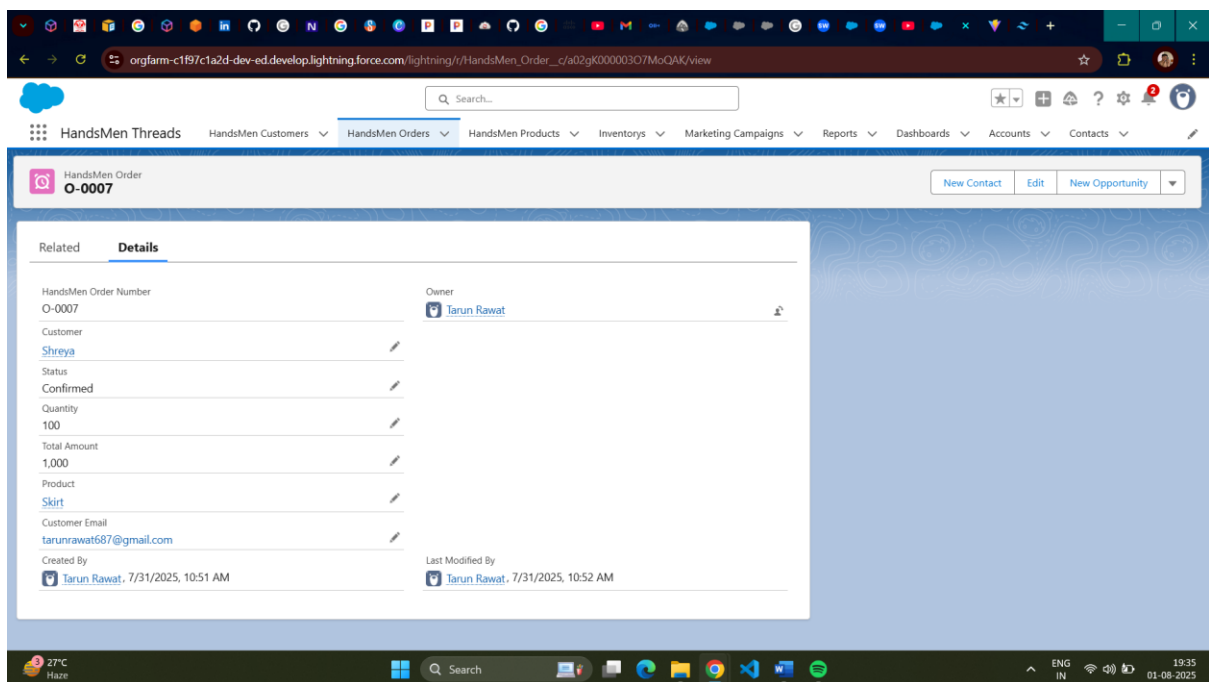 orgfarm-c1f97c1a2d-dev-ed.develop.lightning.force.com/lightning/r/HandsMen_Order__c/a02gK000003O7MoQAK/view
Search...
2
HandsMen Threads HandsMen Customers HandsMen Orders HandsMen Products Inventorys Marketing Campaigns Reports Dashboards Accounts Contacts
HandsMen Order
O-0007
New Contact Edit New Opportunity
Related Details
HandsMen Order Number
O-0007
Owner
Tarun Rawat
Customer
Shreya
Status
Confirmed
Quantity
100
Total Amount
1,000
Product
Skirt
Customer Email
tarunrawat687@gmail.com
Created By
Tarun Rawat, 7/31/2025, 10:51 AM
Last Modified By
Tarun Rawat, 7/31/2025, 10:52 AM
3
27°C
Haze
Search
ENG
IN
19:35
01-08-2025